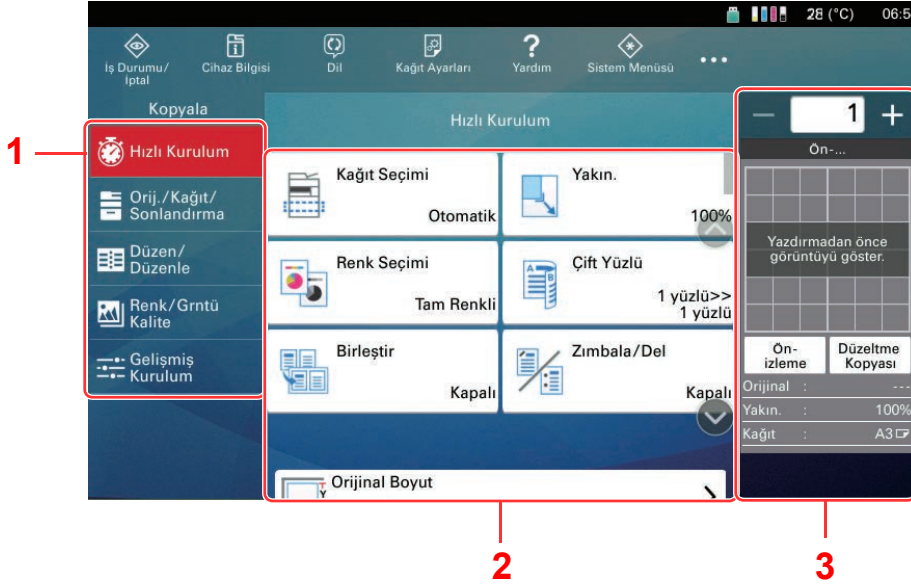 28 (°C) 06:5
İş Durumu/
İptal
Cihaz Bilgisi
Dil
Kağıt Ayarları
Yardım
Sistem Menüsü
Kopyala
Hızlı Kurulum
1
Hızlı Kurulum
Orij./Kağıt/
Sonlandırma
Düzen/
Düzenle
Renk/Grntü
Kalite
Gelişmiş
Kurulum
Kağıt Seçimi
Otomatik
Yakın.
100%
Renk Seçimi
Tam Renkli
Çift Yüzlü
1 yüzlü>>
1 yüzlü
Birleştir
Kapalı
Zımbala/Del
Kapalı
Orijinal Boyut
1
Ön-...
Yazdırmadan önce
görüntüyü göster.
Ön-
izleme
Düzeltme
Kopyası
Orijinal : ---
Yakın. : 100%
Kağıt : A3
2
3